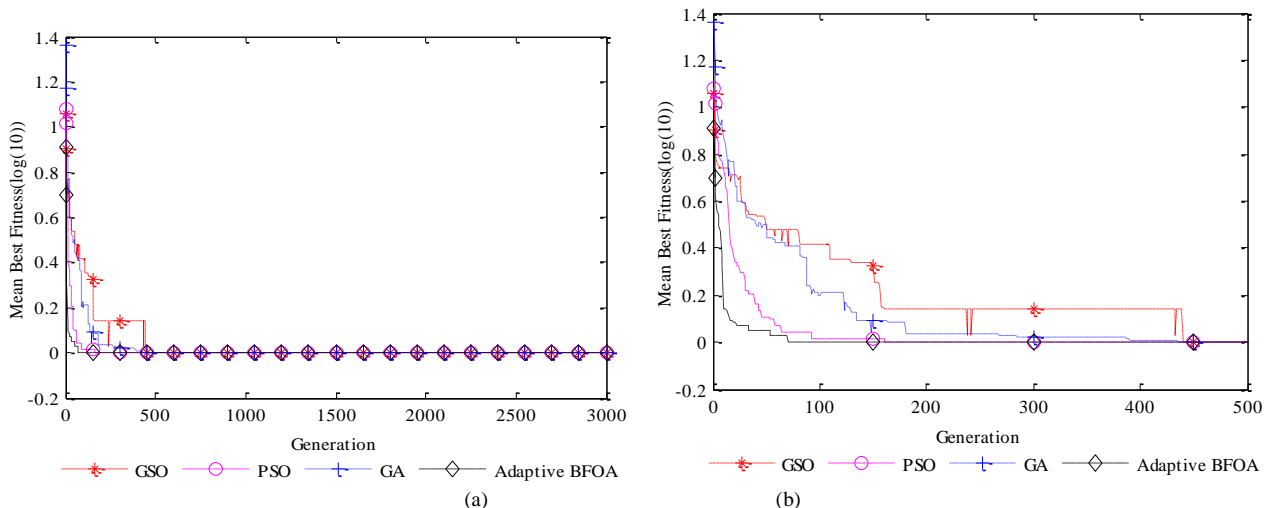 1.4
1.2
1
0.8
0.6
0.4
0.2
0
-0.2
Mean Best Fitness(log(10))
0 500 1000 1500 2000 2500 3000
Generation
GSO PSO GA Adaptive BFOA
(a)
1.4
1.2
1
0.8
0.6
0.4
0.2
0
-0.2
Mean Best Fitness(log(10))
0 100 200 300 400 500
Generation
GSO PSO GA Adaptive BFOA
(b)